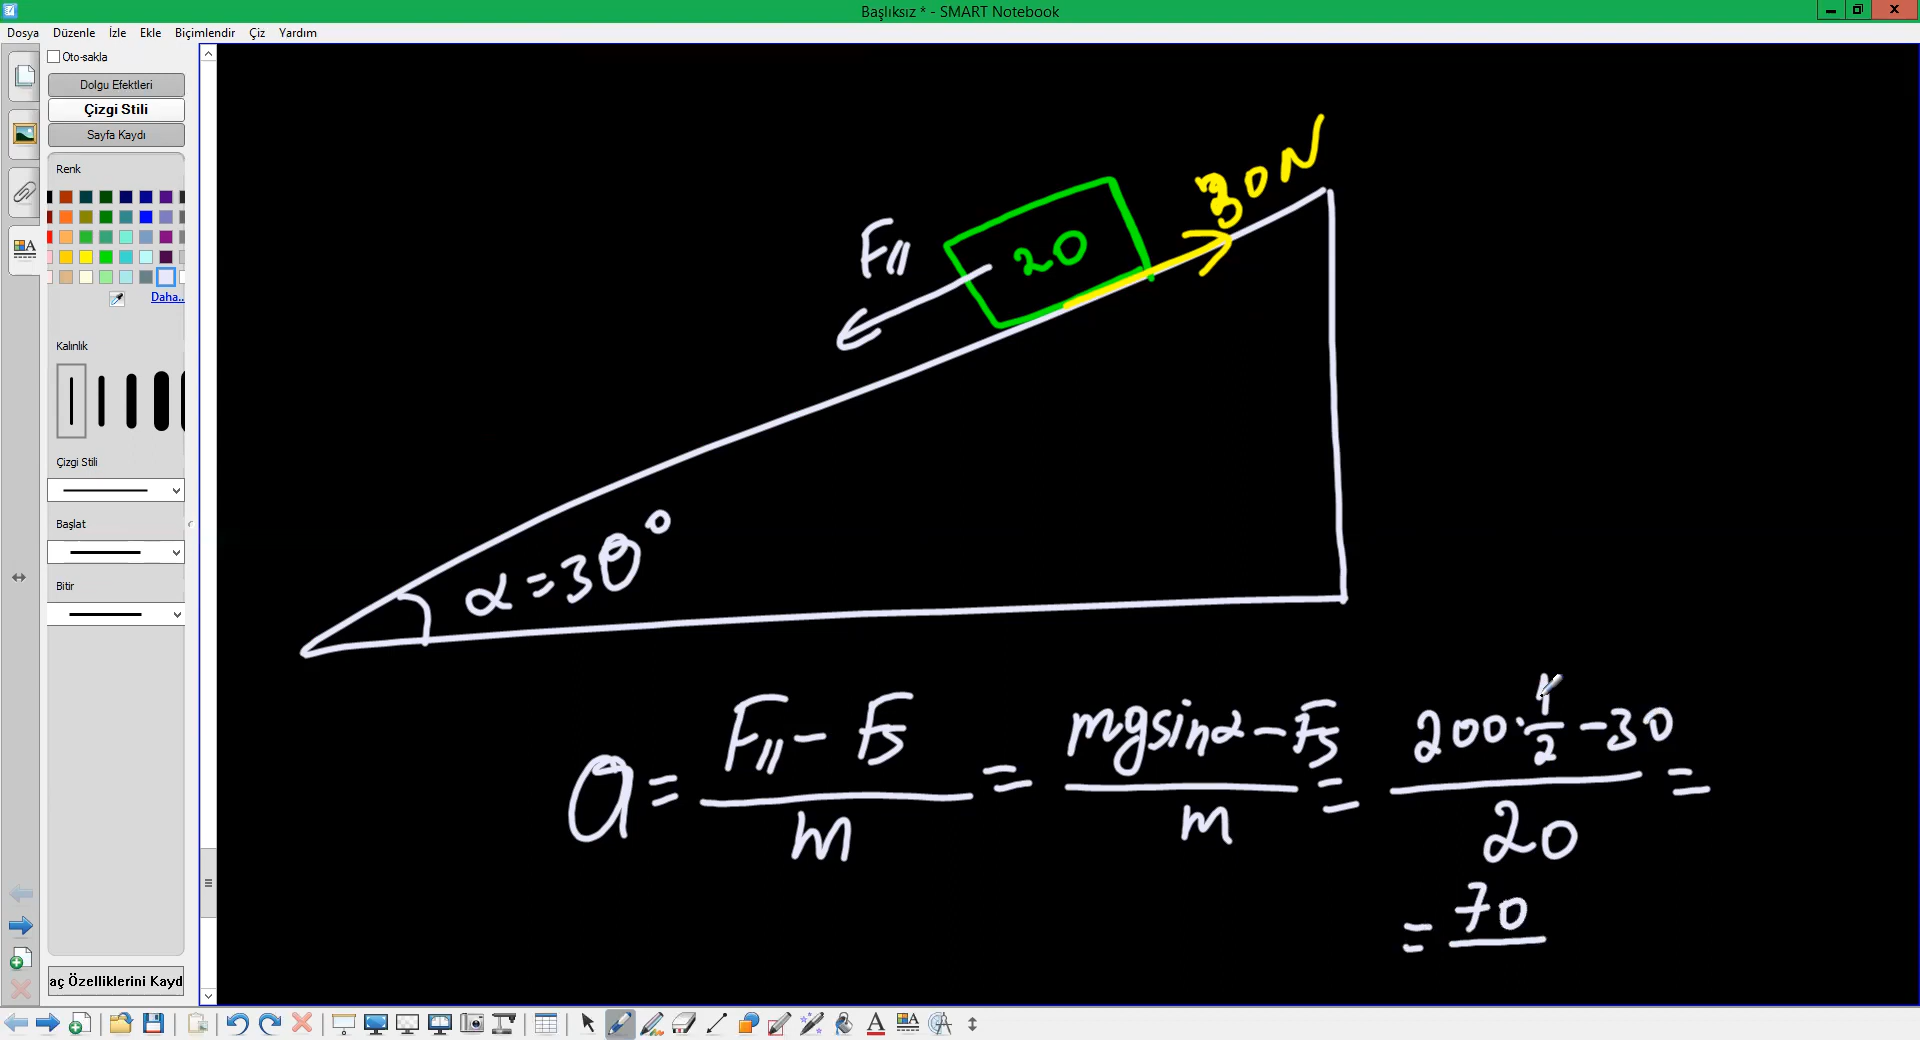 Başlıksız * - SMART Notebook
Dosya Düzenle İzle Ekle Biçimlendir Çiz Yardım
Oto-sakla
Dolgu Efektleri
Çizgi Stili
Sayfa Kaydı
Renk
Daha..
Kalınlık
Çizgi Stili
Başlat
Bitir
aç Özelliklerini Kayd
30N
F//
20
α=30°
a = (F// - Fs)/m = (mgsinα - Fs)/m = (200·1/2 - 30)/20 =
= 70